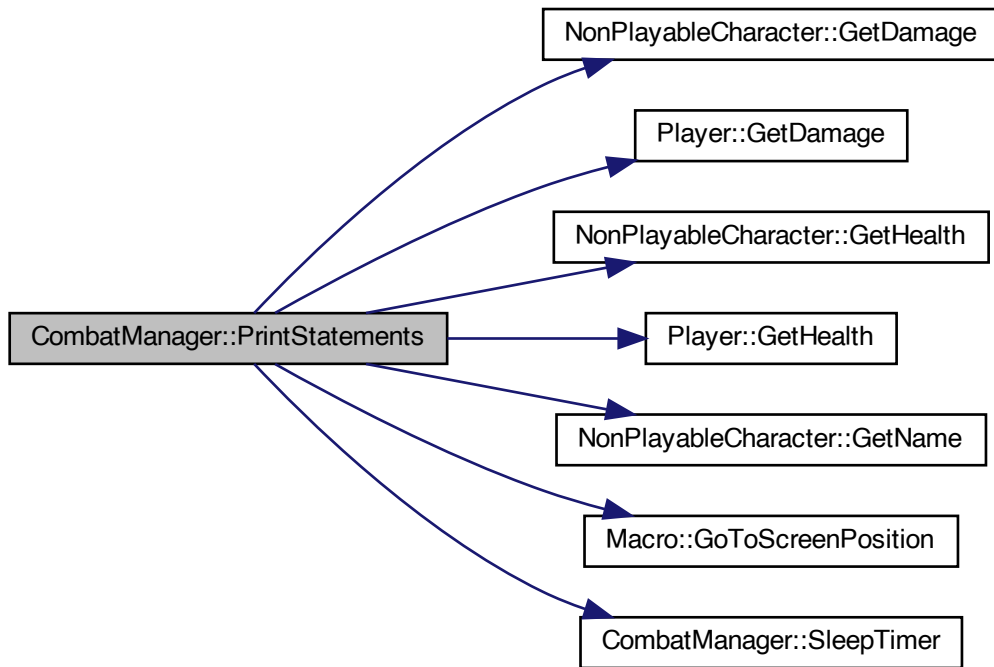 NonPlayableCharacter::GetDamage
Player::GetDamage
NonPlayableCharacter::GetHealth
CombatManager::PrintStatements
Player::GetHealth
NonPlayableCharacter::GetName
Macro::GoToScreenPosition
CombatManager::SleepTimer